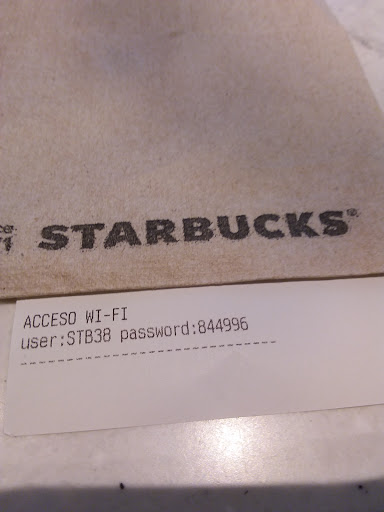 STARBUCKS®
ACCESO WI-FI
user:STB38 password:844996